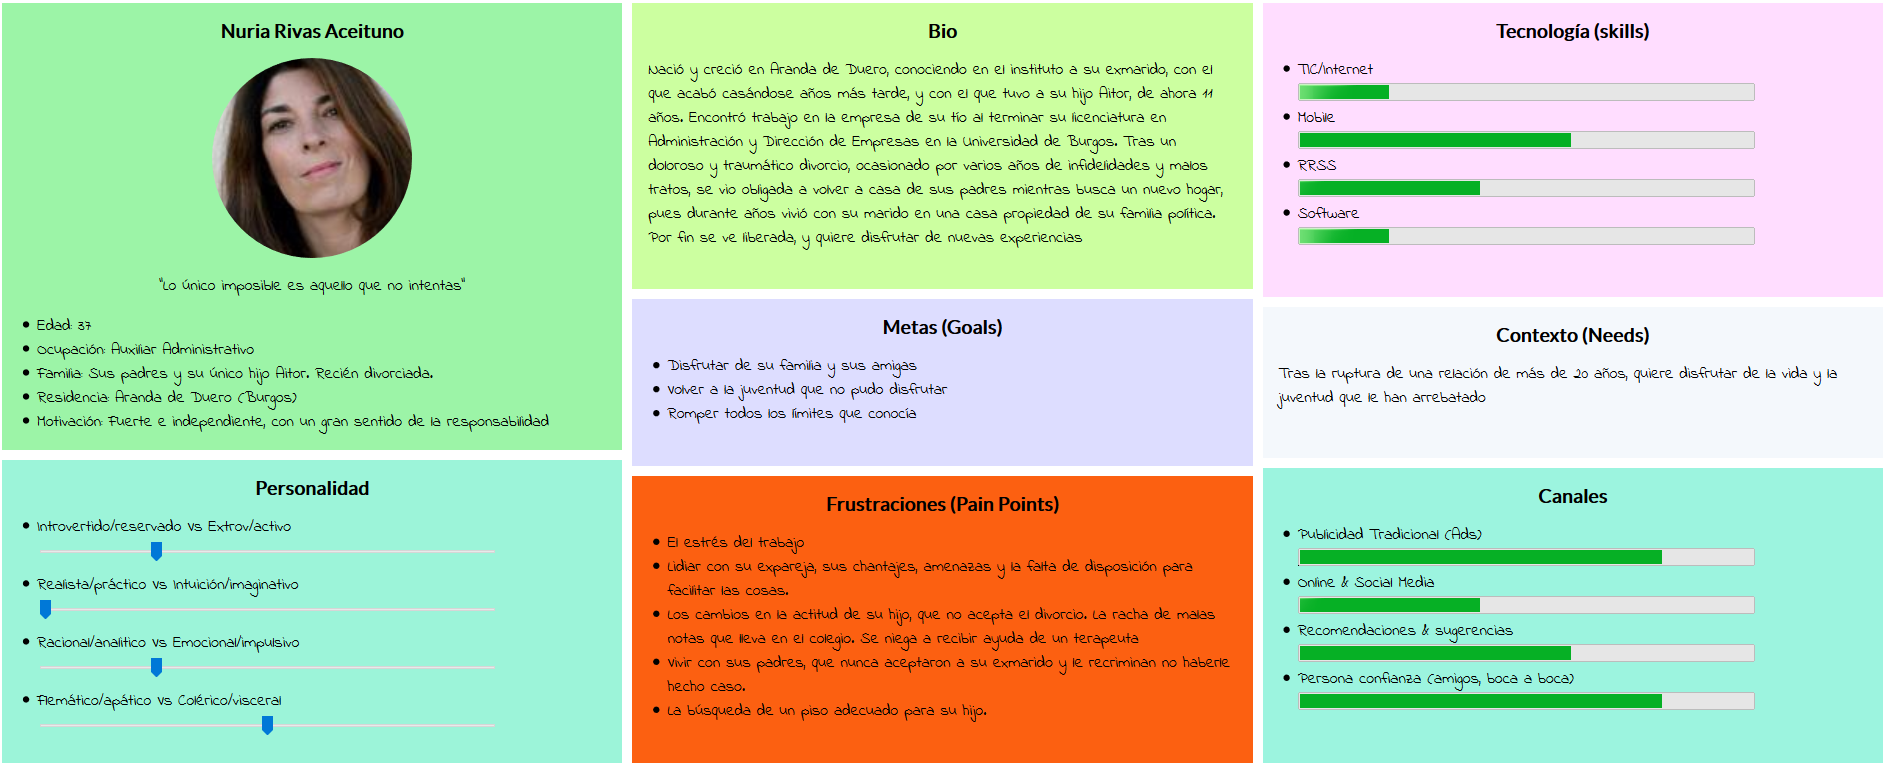 Nuria Rivas Aceituno
"Lo único imposible es aquello que no intentas"
Edad: 37
Ocupación: Auxiliar Administrativo
Familia: Sus padres y su único hijo Aitor. Recién divorciada.
Residencia: Aranda de Duero (Burgos)
Motivación: Fuerte e independiente, con un gran sentido de la responsabilidad
Personalidad
Introvertido/reservado vs Extrov/activo
Realista/práctico vs Intuición/imaginativo
Racional/analítico vs Emocional/impulsivo
Flemático/apático vs Colérico/visceral
Bio
Nació y creció en Aranda de Duero, conociendo en el instituto a su exmarido, con el
que acabó casándose años más tarde, y con el que tuvo a su hijo Aitor, de ahora 11
años. Encontró trabajo en la empresa de su tío al terminar su licenciatura en
Administración y Dirección de Empresas en la Universidad de Burgos. Tras un
doloroso y traumático divorcio, ocasionado por varios años de infidelidades y malos
tratos, se vio obligada a volver a casa de sus padres mientras busca un nuevo hogar,
pues durante años vivió con su marido en una casa propiedad de su familia política.
Por fin se ve liberada, y quiere disfrutar de nuevas experiencias
Metas (Goals)
Disfrutar de su familia y sus amigas
Volver a la juventud que no pudo disfrutar
Romper todos los límites que conocía
Frustraciones (Pain Points)
El estrés del trabajo
Lidiar con su expareja, sus chantajes, amenazas y la falta de disposición para
facilitar las cosas.
Los cambios en la actitud de su hijo, que no acepta el divorcio. La racha de malas
notas que lleva en el colegio. Se niega a recibir ayuda de un terapeuta
Vivir con sus padres, que nunca aceptaron a su exmarido y le recriminan no haberle
hecho caso.
La búsqueda de un piso adecuado para su hijo.
Tecnología (skills)
TIC/Internet
Mobile
RRSS
Software
Contexto (Needs)
Tras la ruptura de una relación de más de 20 años, quiere disfrutar de la vida y la
juventud que le han arrebatado
Canales
Publicidad Tradicional (Ads)
Online & Social Media
Recomendaciones & sugerencias
Persona confianza (amigos, boca a boca)